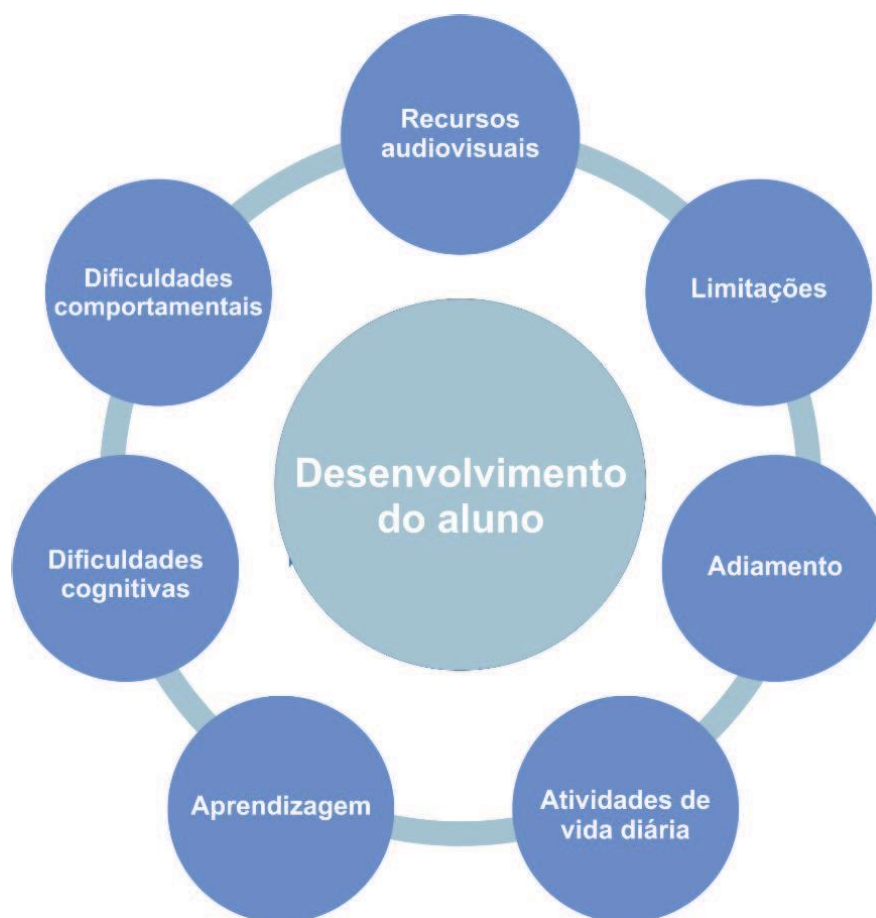 Recursos
audiovisuais
Limitações
Adiamento
Atividades de
vida diária
Aprendizagem
Dificuldades
cognitivas
Dificuldades
comportamentais
Desenvolvimento
do aluno